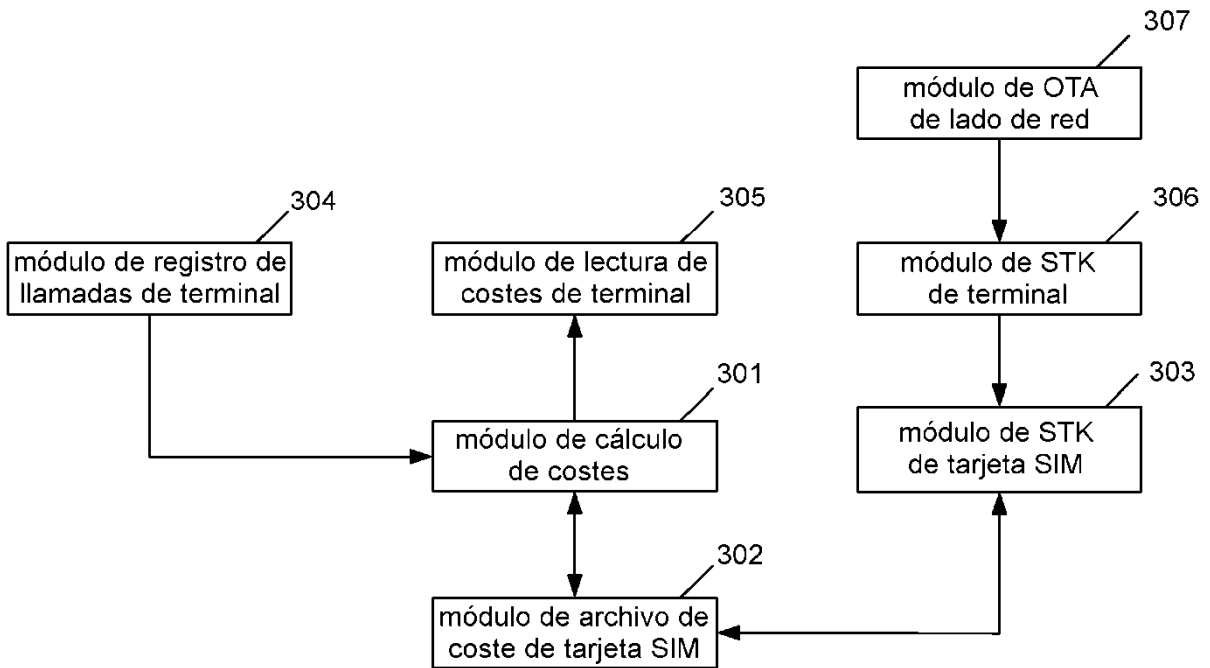 307
módulo de OTA
de lado de red
304
305
306
módulo de registro de
llamadas de terminal
módulo de lectura de
costes de terminal
módulo de STK
de terminal
301
303
módulo de cálculo
de costes
módulo de STK
de tarjeta SIM
302
módulo de archivo de
coste de tarjeta SIM